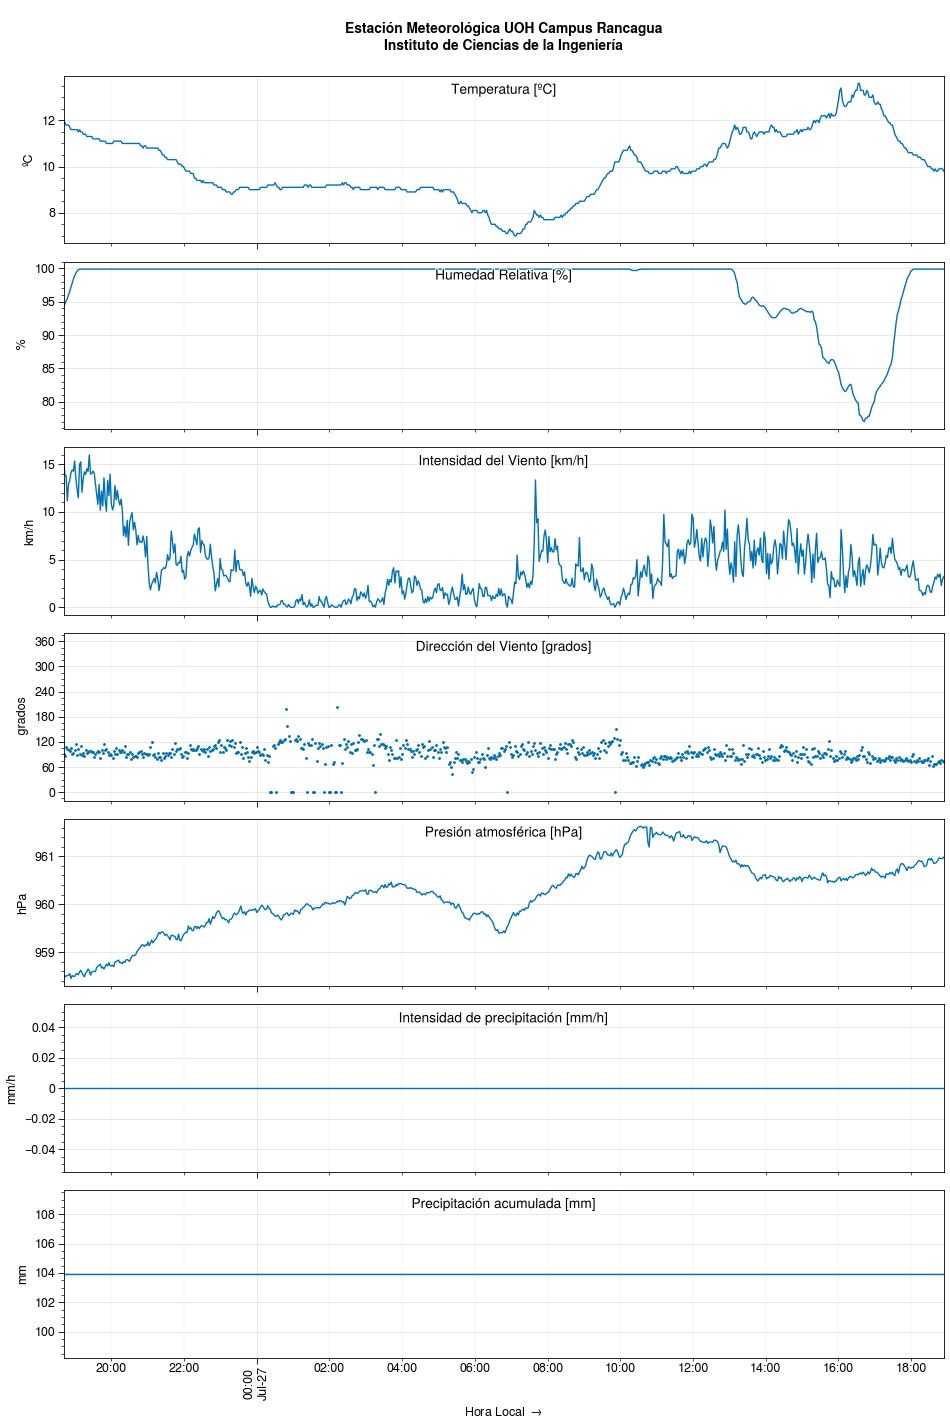 Estación Meteorológica UOH Campus Rancagua
Instituto de Ciencias de la Ingeniería
Temperatura [ºC]
12
10
8
ºC
Humedad Relativa [%]
100
95
90
85
80
%
Intensidad del Viento [km/h]
15
10
5
0
km/h
Dirección del Viento [grados]
360
300
240
180
120
60
0
grados
Presión atmosférica [hPa]
961
960
959
hPa
Intensidad de precipitación [mm/h]
0.04
0.02
0
−0.02
−0.04
mm/h
Precipitación acumulada [mm]
108
106
104
102
100
mm
20:00 22:00 00:00 02:00 04:00 06:00 08:00 10:00 12:00 14:00 16:00 18:00
Jul-27
Hora Local →